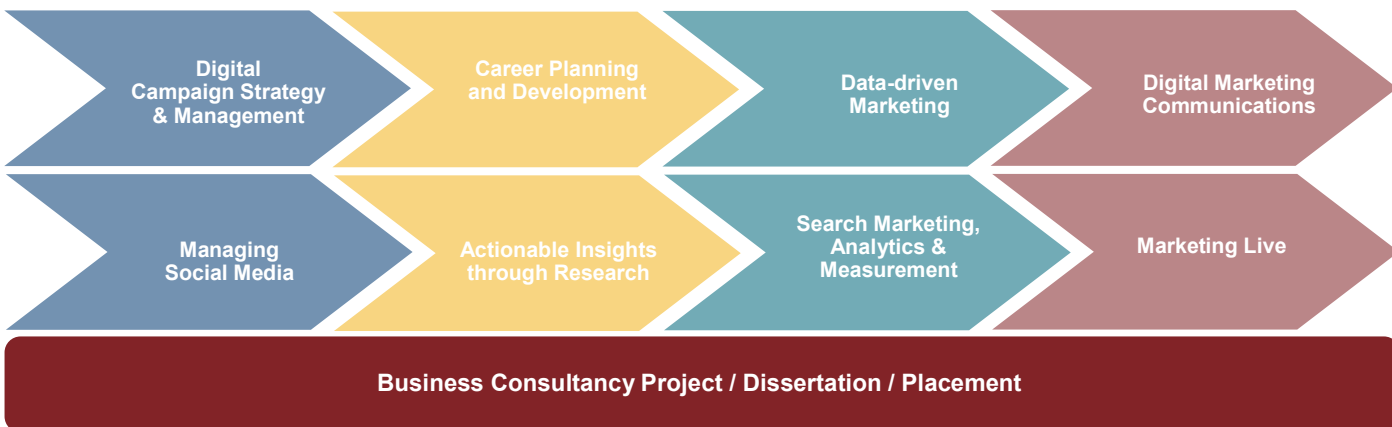 Digital
Campaign Strategy
& Management
Career Planning
and Development
Data-driven
Marketing
Digital Marketing
Communications
Managing
Social Media
Actionable Insights
through Research
Search Marketing,
Analytics &
Measurement
Marketing Live
Business Consultancy Project / Dissertation / Placement